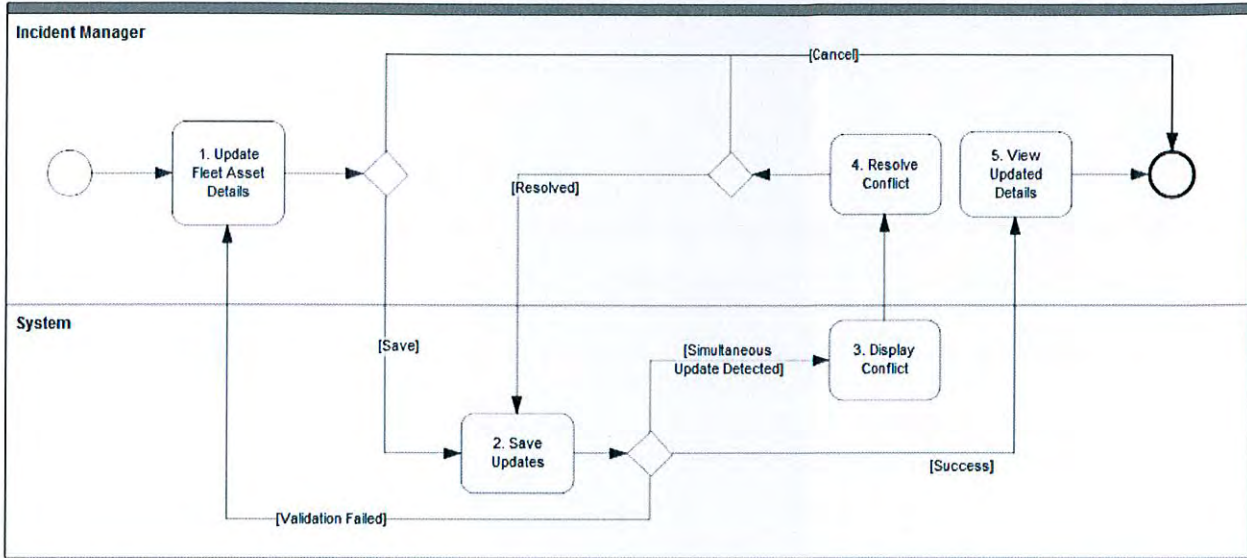 Incident Manager
[Cancel]
1. Update
Fleet Asset
Details
4. Resolve
Conflict
5. View
Updated
Details
[Resolved]
System
[Save]
[Simultaneous
Update Detected]
3. Display
Conflict
2. Save
Updates
[Success]
[Validation Failed]